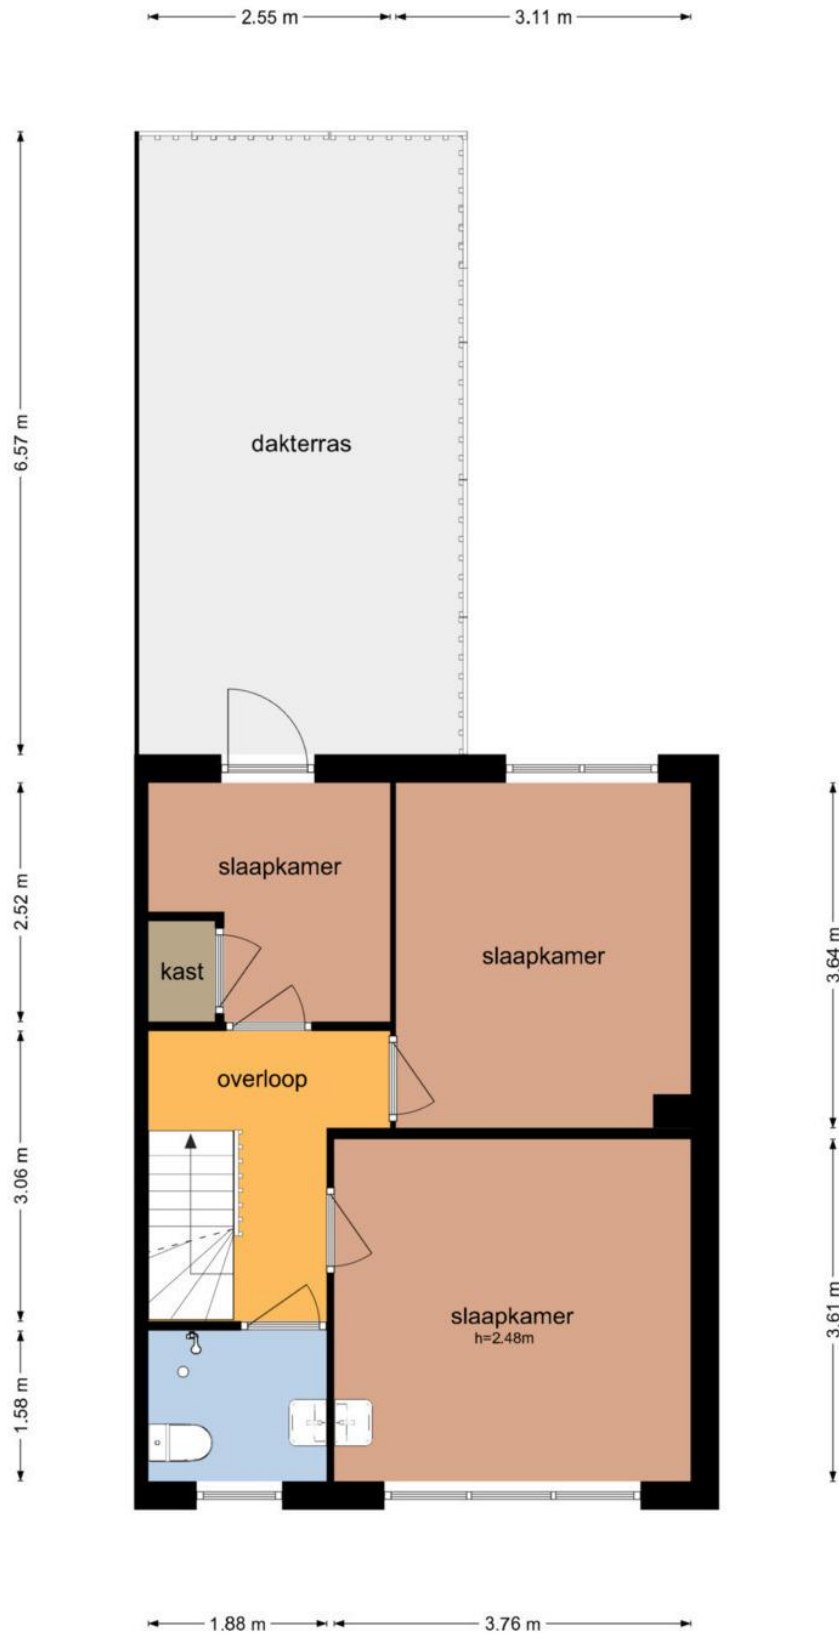 2.55 m
3.11 m
6.57 m
dakterras
slaapkamer
2.52 m
kast
slaapkamer
3.64 m
overloop
3.06 m
slaapkamer
h=2.48m
3.61 m
1.58 m
1.88 m
3.76 m